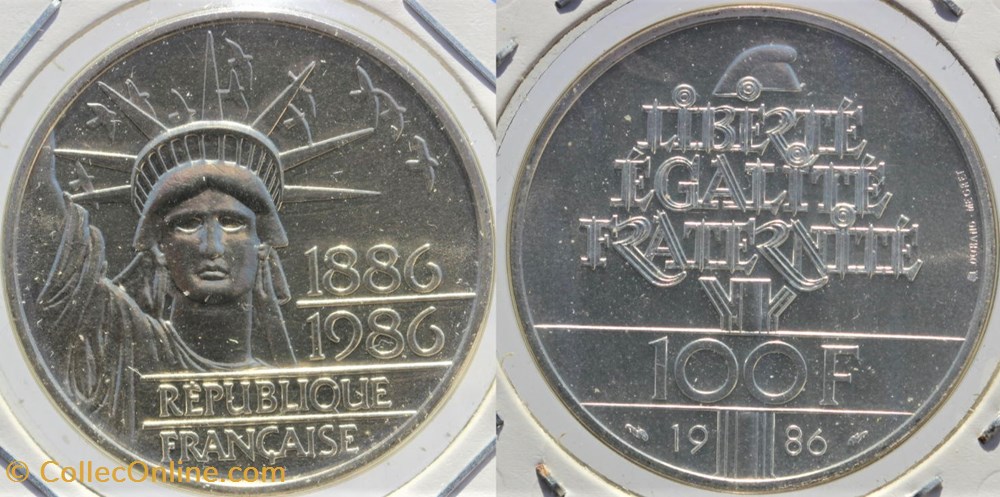 1886
1986
RÉPUBLIQUE
FRANÇAISE
© CollecOnline.com
LIBERTÉ
ÉGALITÉ
FRATERNITÉ
100F
19 86